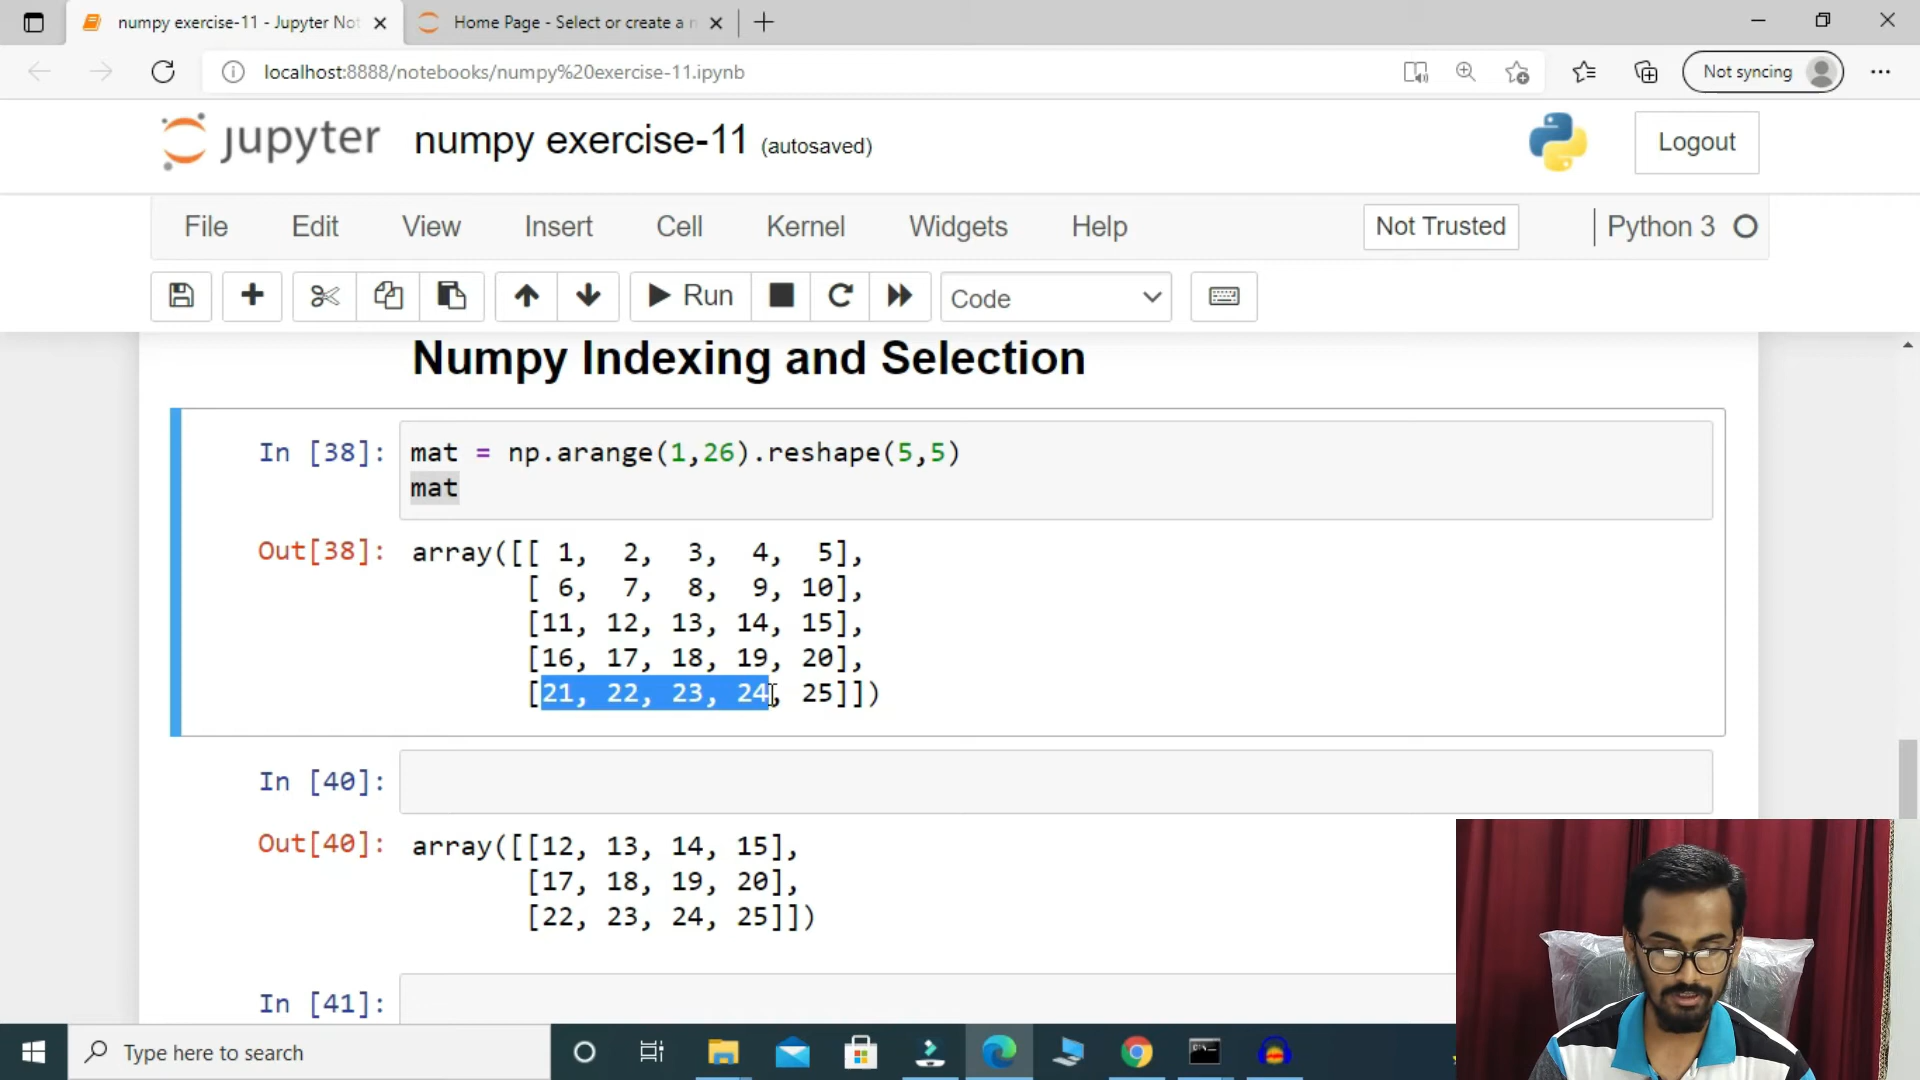 numpy exercise-11 - Jupyter Not
Home Page - Select or create a n
localhost:8888/notebooks/numpy%20exercise-11.ipynb
Not syncing
jupyter
numpy exercise-11 (autosaved)
Logout
File Edit View Insert Cell Kernel Widgets Help
Not Trusted
Python 3
Run
Code
Numpy Indexing and Selection
In [38]: mat = np.arange(1,26).reshape(5,5)
mat
Out[38]: array([[ 1, 2, 3, 4, 5],
[ 6, 7, 8, 9, 10],
[11, 12, 13, 14, 15],
[16, 17, 18, 19, 20],
[21, 22, 23, 24, 25]])
In [40]:
Out[40]: array([[12, 13, 14, 15],
[17, 18, 19, 20],
[22, 23, 24, 25]])
In [41]:
Type here to search